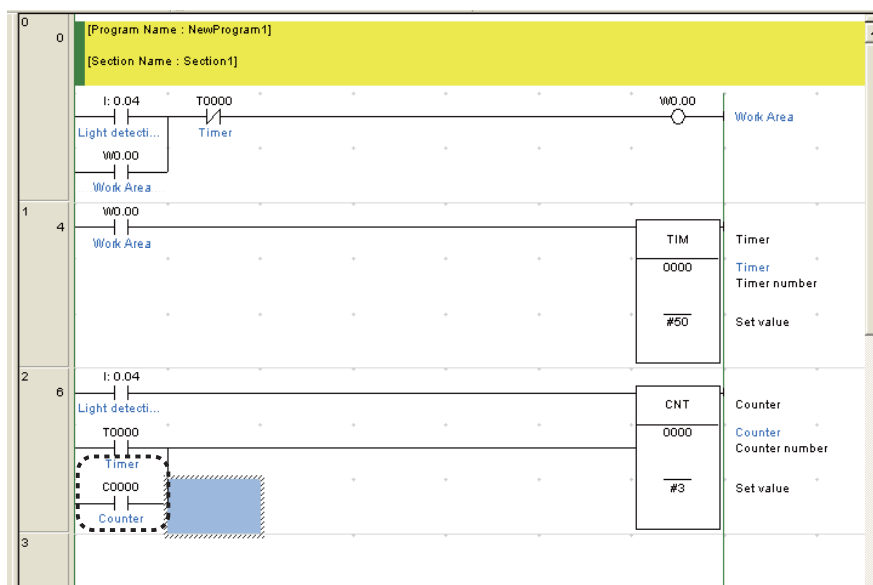 0
0
[Program Name : NewProgram1]
[Section Name : Section1]
I: 0.04 T0000 W0.00
Work Area
Light detecti... Timer
W0.00
Work Area
1
4
W0.00
Work Area
TIM Timer
0000 Timer
Timer number
#50 Set value
2
6
I: 0.04
Light detecti...
CNT Counter
T0000
0000 Counter
Counter number
Timer
C0000
#3 Set value
Counter
3